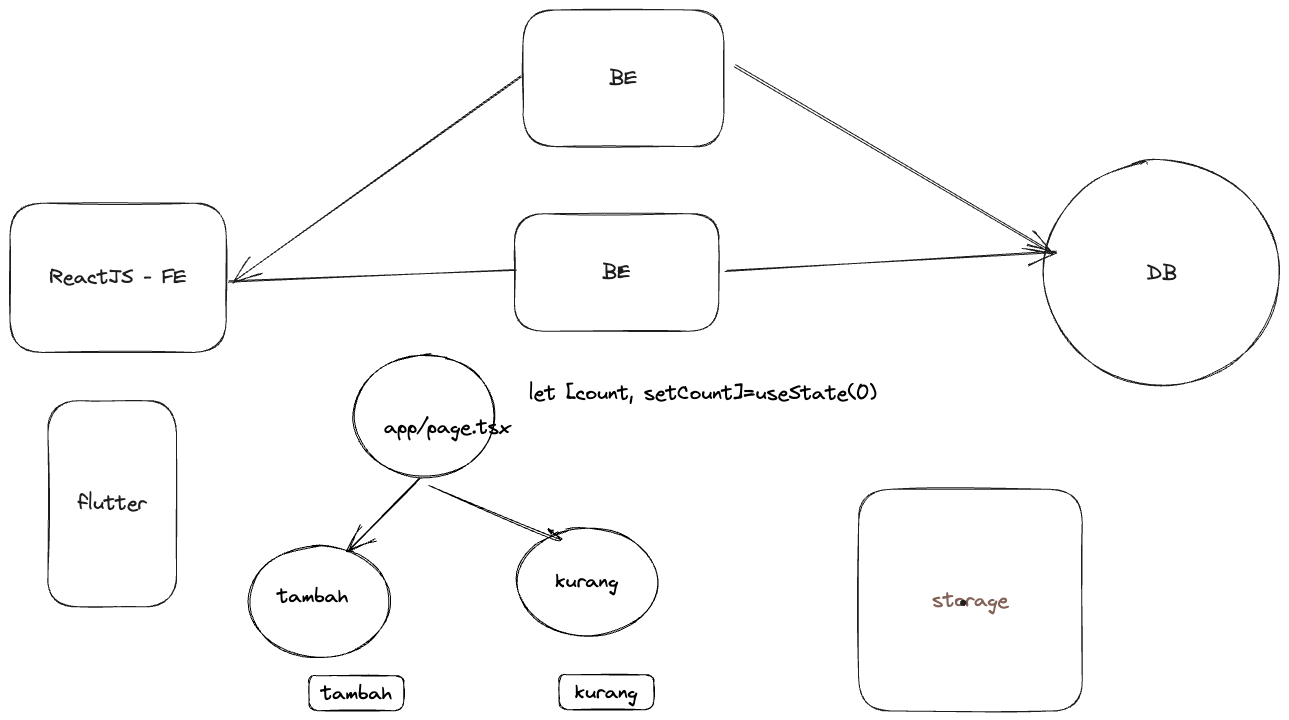 BE
ReactJS - FE
BE
DB
let [count, setCount]=useState(0)
app/page.tsx
flutter
tambah
kurang
storage
tambah
kurang